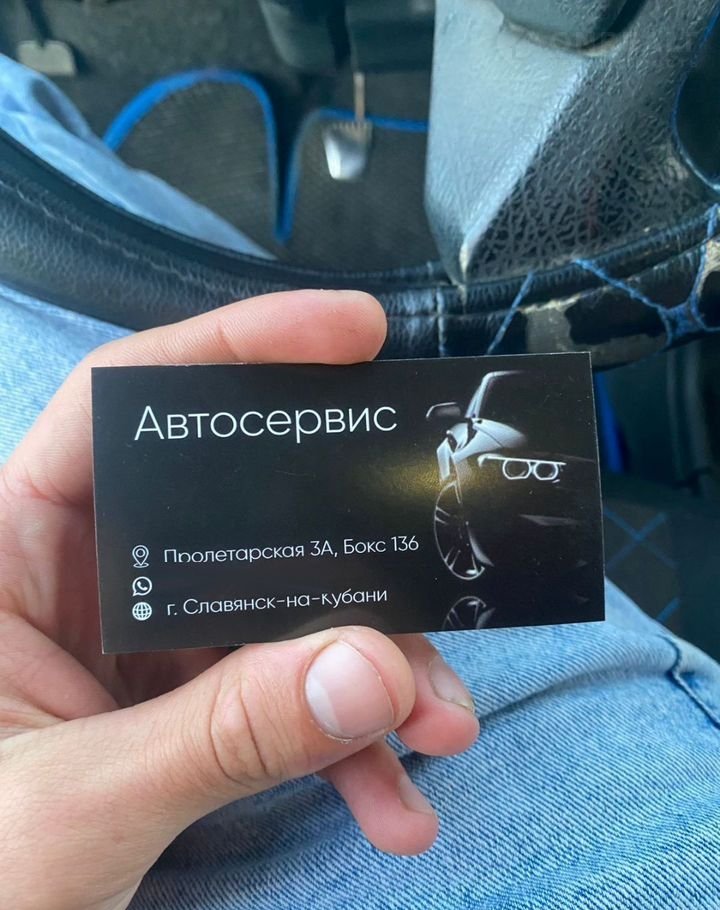 Автосервис
Пролетарская 3А, Бокс 136
г. Славянск-на-Кубани